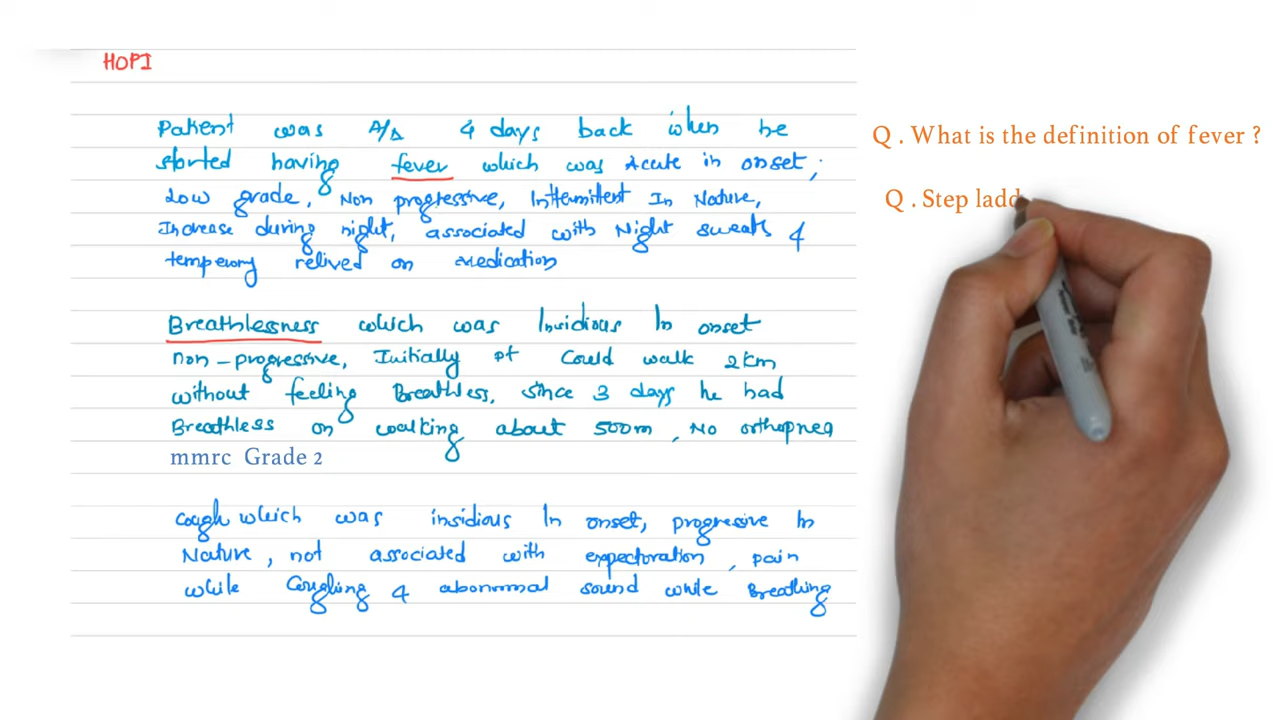 HOPI
Patient was A/A 4 days back when he
started having fever which was Acute in onset,
Low grade, Non progressive, Intermittent In Nature,
Increase during night, associated with Night sweats &
temperory relived on medication
Breathlessness which was Insidious In onset
non-progressive, Initially pt Could walk 2km
without feeling Breathless, since 3 days he had
Breathless on walking about 500m, No orthopnea
mmrc Grade 2
Cough which was insidious In onset, progresive In
Nature, not associated with expectoration, pain
while Coughing & abnormal sound while Breathing
Q . What is the definition of fever ?
Q . Step ladd